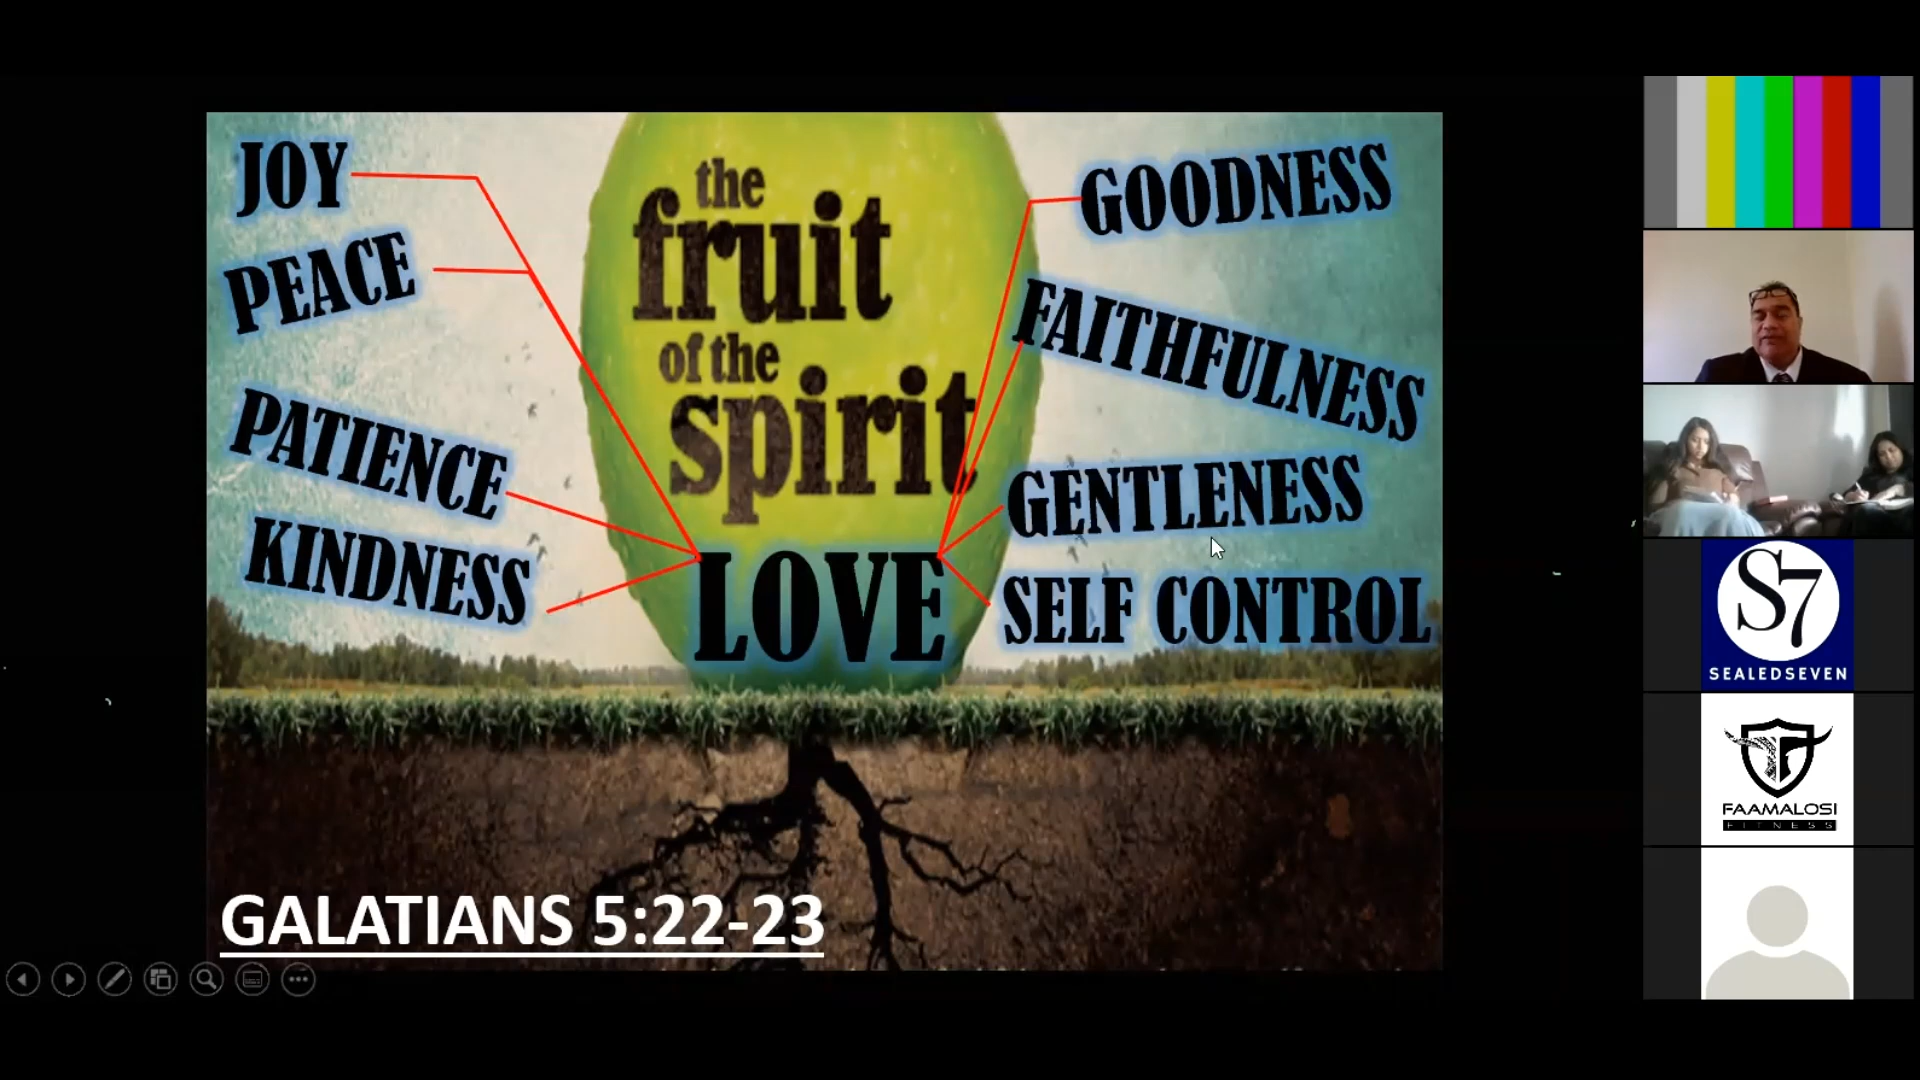 JOY
PEACE
PATIENCE
KINDNESS
the
fruit
of the
spirit
LOVE
GOODNESS
FAITHFULNESS
GENTLENESS
SELF CONTROL
GALATIANS 5:22-23
S7
SEALEDSEVEN
FAAMALOSI
FITNESS